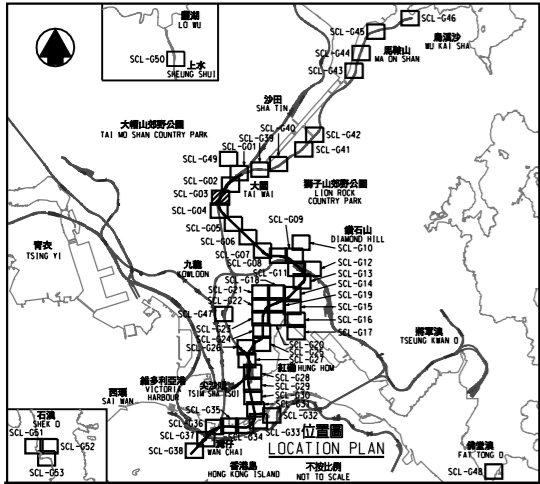 羅湖
LO WU
SCL-G50
上水
SHEUNG SHUI
SCL-G46
SCL-G45
烏溪沙
WU KAI SHA
SCL-G44
馬鞍山
MA ON SHAN
SCL-G43
沙田
SHA TIN
大帽山郊野公園
TAI MO SHAN COUNTRY PARK
SCL-G40
SCL-G39
SCL-G42
SCL-G01
SCL-G41
SCL-G49
大圍
TAI WAI
SCL-G02
獅子山郊野公園
LION ROCK
COUNTRY PARK
SCL-G03
SCL-G04
SCL-G05
SCL-G09
鑽石山
DIAMOND HILL
SCL-G06
SCL-G10
青衣
TSING YI
SCL-G07
SCL-G08
九龍
KOWLOON
SCL-G11
SCL-G12
SCL-G13
SCL-G18
SCL-G14
SCL-G21
SCL-G19
SCL-G22
SCL-G15
SCL-G47
SCL-G16
SCL-G23
SCL-G17
SCL-G24
SCL-G20
將軍澳
TSEUNG KWAN O
SCL-G26
SCL-G25
SCL-G27
紅磡
HUNG HOM
SCL-G28
SCL-G29
SCL-G30
維多利亞港
VICTORIA
HARBOUR
尖沙咀
TSIM SHA TSUI
西環
SAI WAN
SCL-G31
SCL-G32
SCL-G35
SCL-G36
SCL-G33
SCL-G34
SCL-G37
灣仔
WAN CHAI
SCL-G38
香港島
HONG KONG ISLAND
位置圖
LOCATION PLAN
不按比例
NOT TO SCALE
石澳
SHEK O
SCL-G51
SCL-G52
SCL-G53
佛堂澳
FAT TONG O
SCL-G48